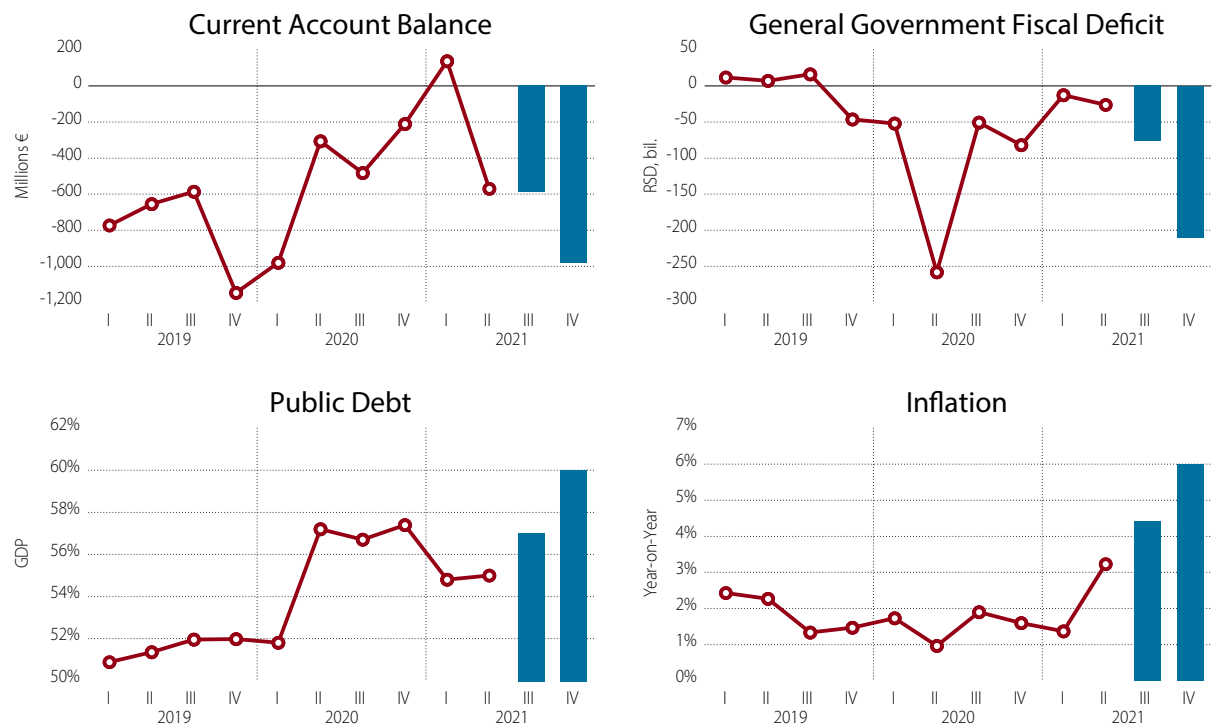 Current Account Balance
200
0
-200
-400
-600
-800
-1,000
-1,200
Millions €
I II III IV I II III IV I II III IV
2019 2020 2021
General Government Fiscal Deficit
50
0
-50
-100
-150
-200
-250
-300
RSD, bil.
I II III IV I II III IV I II III IV
2019 2020 2021
Public Debt
62%
60%
58%
56%
54%
52%
50%
GDP
I II III IV I II III IV I II III IV
2019 2020 2021
Inflation
7%
6%
5%
4%
3%
2%
1%
0%
Year-on-Year
I II III IV I II III IV I II III IV
2019 2020 2021